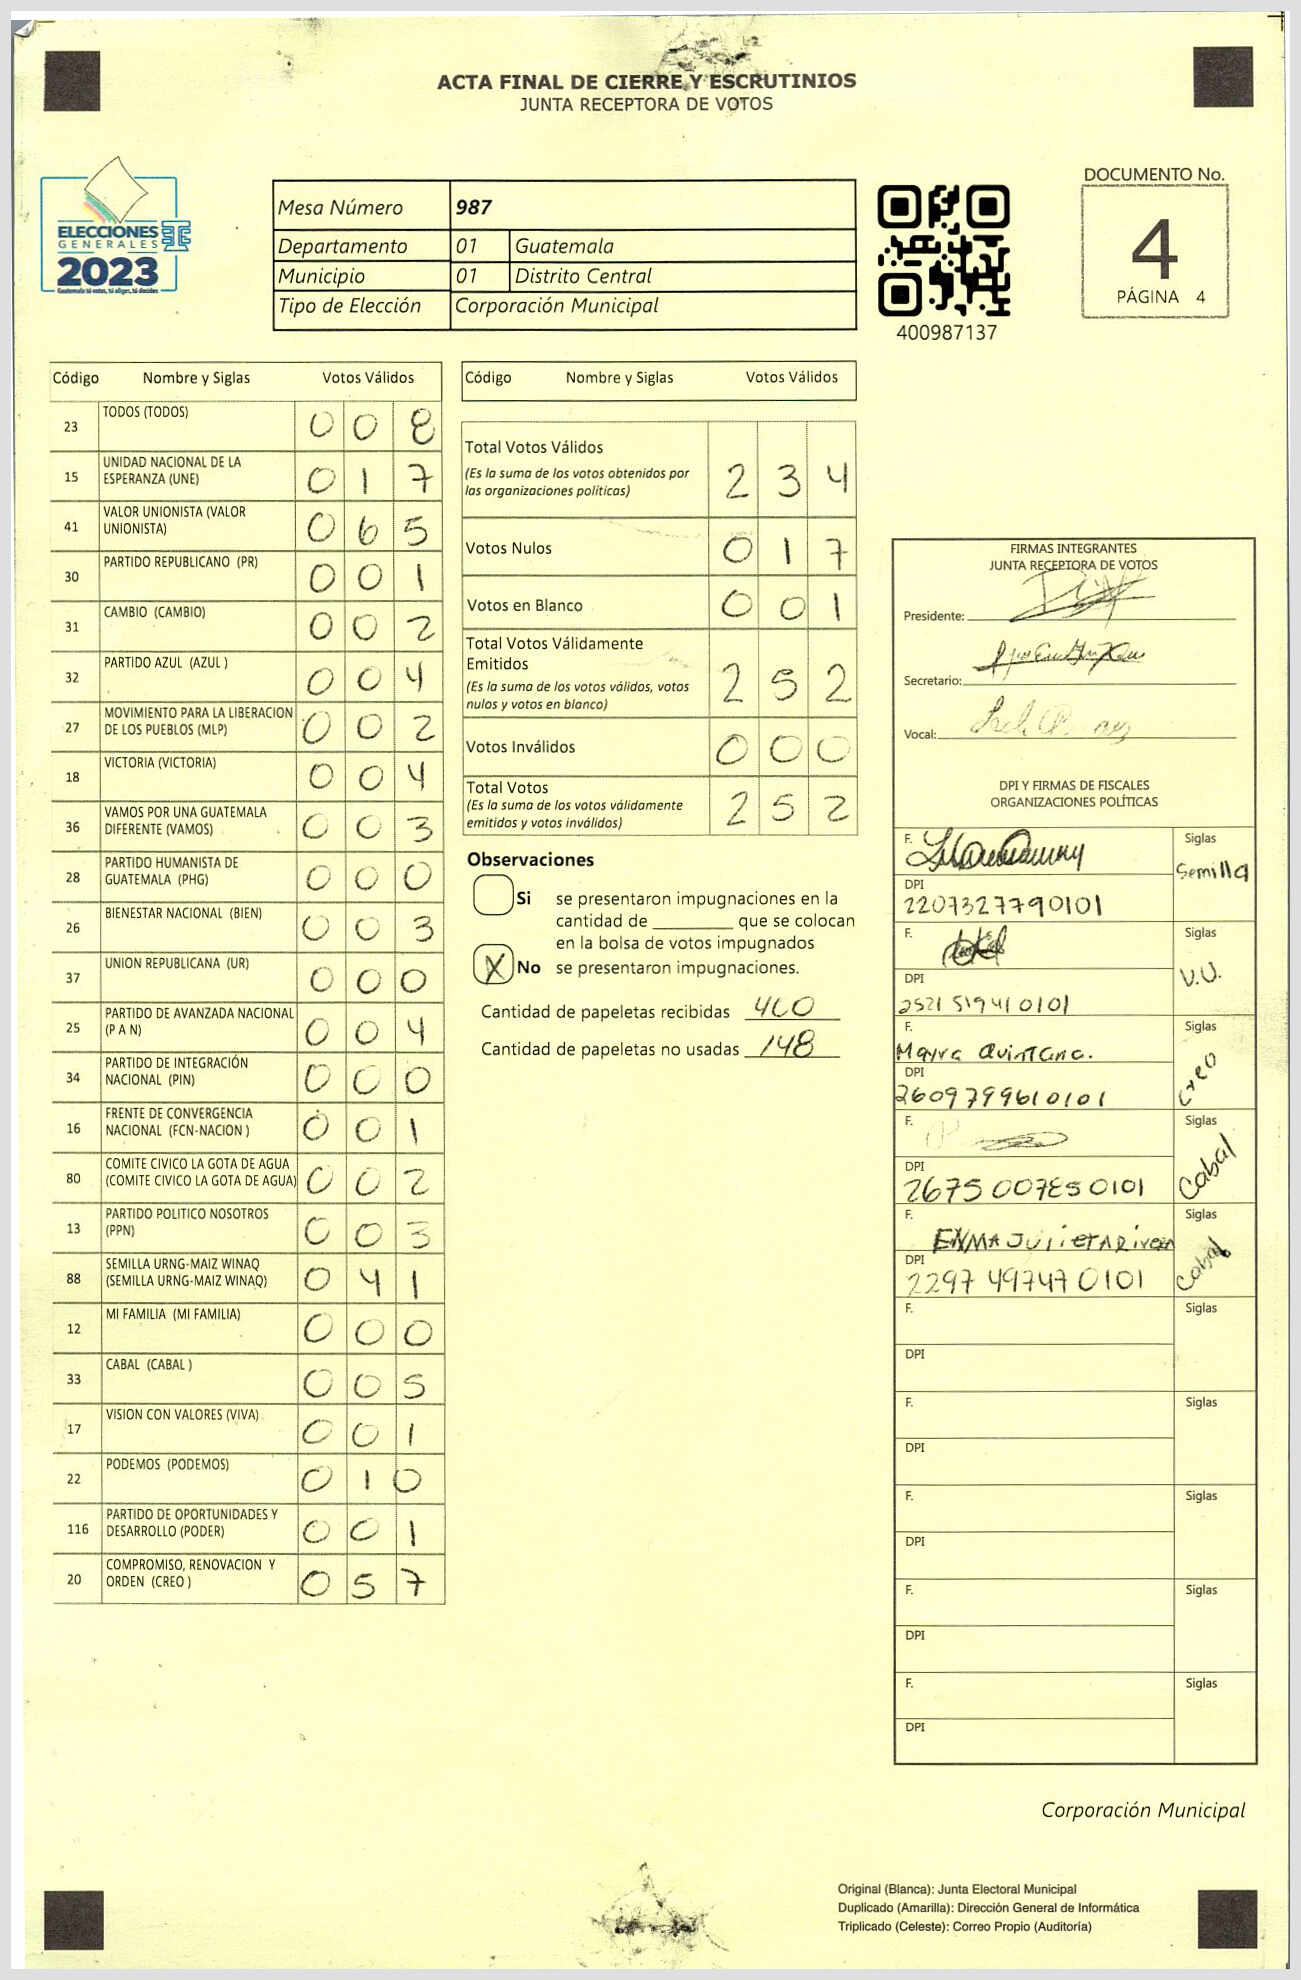 ACTA FINAL DE CIERRE Y ESCRUTINIOS
JUNTA RECEPTORA DE VOTOS
ELECCIONES
GENERALES
2023
Guatemala tú votas, tú eliges, tú decides
Mesa Número 987
Departamento 01 Guatemala
Municipio 01 Distrito Central
Tipo de Elección Corporación Municipal
400987137
DOCUMENTO No.
4
PÁGINA 4
Código Nombre y Siglas Votos Válidos
23 TODOS (TODOS) 0 0 8
15 UNIDAD NACIONAL DE LA ESPERANZA (UNE) 0 1 7
41 VALOR UNIONISTA (VALOR UNIONISTA) 0 6 5
30 PARTIDO REPUBLICANO (PR) 0 0 1
31 CAMBIO (CAMBIO) 0 0 2
32 PARTIDO AZUL (AZUL ) 0 0 4
27 MOVIMIENTO PARA LA LIBERACION DE LOS PUEBLOS (MLP) 0 0 2
18 VICTORIA (VICTORIA) 0 0 4
36 VAMOS POR UNA GUATEMALA DIFERENTE (VAMOS) 0 0 3
28 PARTIDO HUMANISTA DE GUATEMALA (PHG) 0 0 0
26 BIENESTAR NACIONAL (BIEN) 0 0 3
37 UNION REPUBLICANA (UR) 0 0 0
25 PARTIDO DE AVANZADA NACIONAL (P A N) 0 0 4
34 PARTIDO DE INTEGRACIÓN NACIONAL (PIN) 0 0 0
16 FRENTE DE CONVERGENCIA NACIONAL (FCN-NACION ) 0 0 1
80 COMITE CIVICO LA GOTA DE AGUA (COMITE CIVICO LA GOTA DE AGUA) 0 0 2
13 PARTIDO POLITICO NOSOTROS (PPN) 0 0 3
88 SEMILLA URNG-MAIZ WINAQ (SEMILLA URNG-MAIZ WINAQ) 0 4 1
12 MI FAMILIA (MI FAMILIA) 0 0 0
33 CABAL (CABAL ) 0 0 5
17 VISION CON VALORES (VIVA) 0 0 1
22 PODEMOS (PODEMOS) 0 1 0
116 PARTIDO DE OPORTUNIDADES Y DESARROLLO (PODER) 0 0 1
20 COMPROMISO, RENOVACION Y ORDEN (CREO ) 0 5 7
Código Nombre y Siglas Votos Válidos
Total Votos Válidos 2 3 4
(Es la suma de los votos obtenidos por
las organizaciones políticas)
Votos Nulos 0 1 7
Votos en Blanco 0 0 1
Total Votos Válidamente
Emitidos 2 5 2
(Es la suma de los votos válidos, votos
nulos y votos en blanco)
Votos Inválidos 0 0 0
Total Votos 2 5 2
(Es la suma de los votos válidamente
emitidos y votos inválidos)
Observaciones
Si se presentaron impugnaciones en la
cantidad de ________ que se colocan
en la bolsa de votos impugnados
X No se presentaron impugnaciones.
Cantidad de papeletas recibidas 400
Cantidad de papeletas no usadas 148
FIRMAS INTEGRANTES
JUNTA RECEPTORA DE VOTOS
Presidente:
Secretario:
Vocal:
DPI Y FIRMAS DE FISCALES
ORGANIZACIONES POLÍTICAS
F. Siglas
Semilla
DPI
2207327790101
F. Siglas
V.U.
DPI
2521 51941 0101
F. Siglas
Mayra Quintana.
Creo
DPI
2609799610101
F. Siglas
Cabal
DPI
2675 00785 0101
F. Siglas
ENMA JULIETA Rivera
Cabal
DPI
2297 49747 0101
F. Siglas
DPI
F. Siglas
DPI
F. Siglas
DPI
F. Siglas
DPI
F. Siglas
DPI
Corporación Municipal
Original (Blanca): Junta Electoral Municipal
Duplicado (Amarilla): Dirección General de Informática
Triplicado (Celeste): Correo Propio (Auditoría)